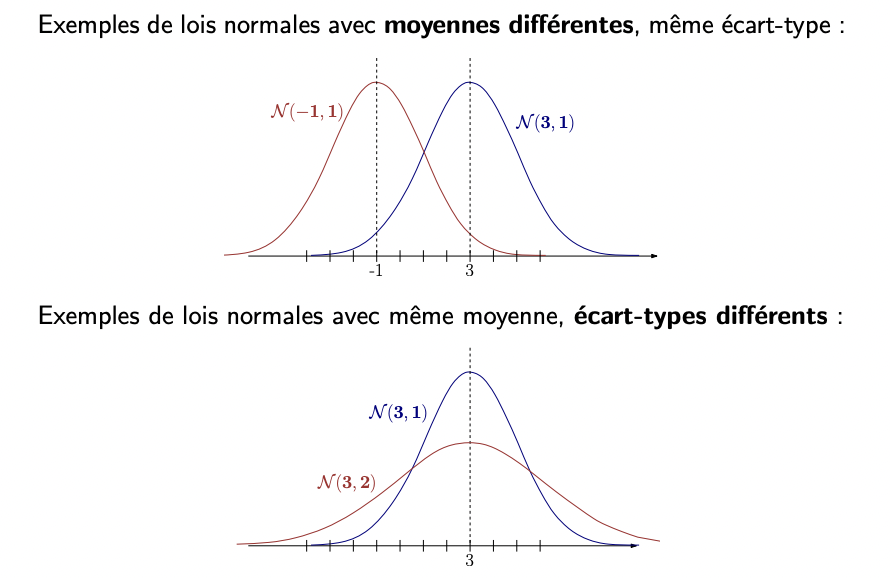 Exemples de lois normales avec moyennes différentes, même écart-type :
𝒩(−1, 1)
𝒩(3, 1)
-1
3
Exemples de lois normales avec même moyenne, écart-types différents :
𝒩(3, 1)
𝒩(3, 2)
3